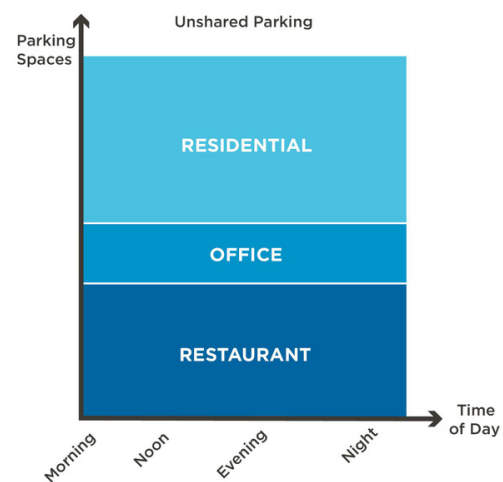 Unshared Parking
Parking
Spaces
RESIDENTIAL
OFFICE
RESTAURANT
Time
of Day
Morning
Noon
Evening
Night